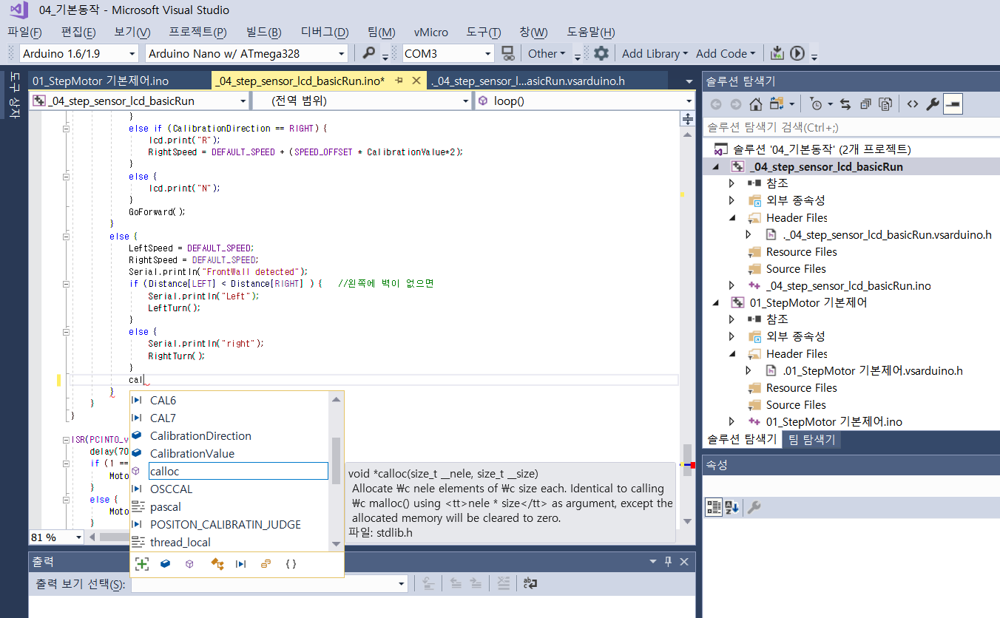 04_기본동작 - Microsoft Visual Studio
파일(F) 편집(E) 보기(V) 프로젝트(P) 빌드(B) 디버그(D) 팀(M) vMicro 도구(T) 창(W) 도움말(H)
Arduino 1.6/1.9 Arduino Nano w/ ATmega328 COM3 Other Add Library Add Code
도구 상자
01_StepMotor 기본제어.ino _04_step_sensor_lcd_basicRun.ino* ._04_step_sensor_l...asicRun.vsarduino.h
_04_step_sensor_lcd_basicRun (전역 범위) loop()
}
else if (CalibrationDirection == RIGHT) {
lcd.print("R");
RightSpeed = DEFAULT_SPEED + (SPEED_OFFSET * CalibrationValue*2);
}
else {
lcd.print("N");
}
GoForward();
}
else {
LeftSpeed = DEFAULT_SPEED;
RightSpeed = DEFAULT_SPEED;
Serial.println("FrontWall detected");
if (Distance[LEFT] < Distance[RIGHT] ) { //왼쪽에 벽이 없으면
Serial.println("Left");
LeftTurn();
}
else {
Serial.println("right");
RightTurn();
}
cal
}
}
}
ISR(PCINT0_v
delay(70
if (1 ==
Moto
}
else {
Moto
}
CAL6
CAL7
CalibrationDirection
CalibrationValue
calloc
OSCCAL
pascal
POSITON_CALIBRATIN_JUDGE
thread_local
{ }
void *calloc(size_t __nele, size_t __size)
Allocate ₩c nele elements of ₩c size each. Identical to calling
₩c malloc() using <tt>nele * size</tt> as argument, except the
allocated memory will be cleared to zero.
파일: stdlib.h
81 %
출력
출력 보기 선택(S):
솔루션 탐색기
솔루션 탐색기 검색(Ctrl+;)
솔루션 '04_기본동작' (2개 프로젝트)
_04_step_sensor_lcd_basicRun
참조
외부 종속성
Header Files
._04_step_sensor_lcd_basicRun.vsarduino.h
Resource Files
Source Files
_04_step_sensor_lcd_basicRun.ino
01_StepMotor 기본제어
참조
외부 종속성
Header Files
.01_StepMotor 기본제어.vsarduino.h
Resource Files
Source Files
01_StepMotor 기본제어.ino
솔루션 탐색기 팀 탐색기
속성